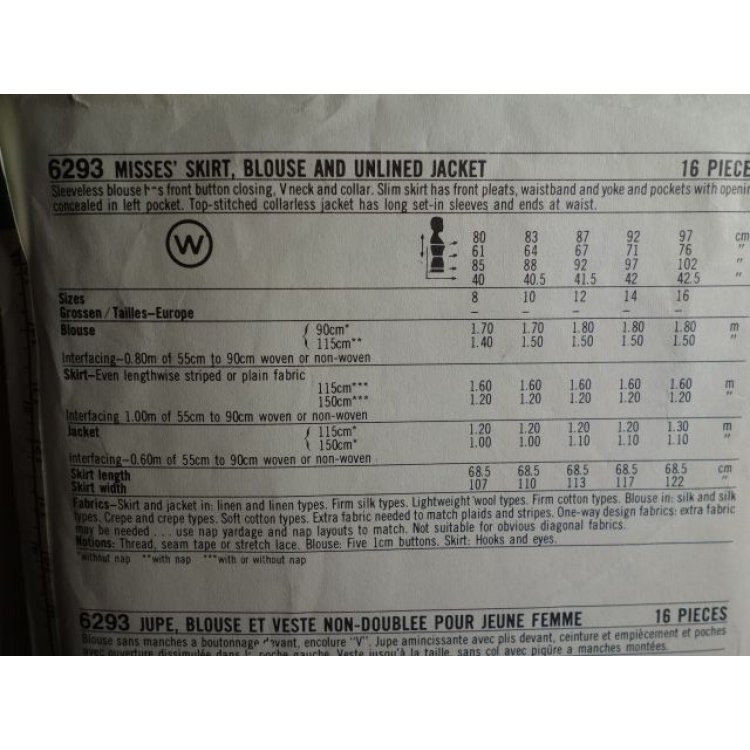 6293 MISSES' SKIRT, BLOUSE AND UNLINED JACKET 16 PIECE
Sleeveless blouse front button closing, V neck and collar. Slim skirt has front pleats, waistband and yoke and pockets with openin
concealed in left pocket. Top-stitched collarless jacket has long set-in sleeves and ends at waist.
W
80 83 87 92 97 cm
61 64 67 71 76 "
85 88 92 97 102 "
40 40.5 41.5 42 42.5 "
Sizes 8 10 12 14 16
Grossen/Tailles—Europe – – – – –
Blouse 90cm* 1.70 1.70 1.80 1.80 1.80 m
115cm** 1.40 1.50 1.50 1.50 1.50 "
Interfacing—0.80m of 55cm to 90cm woven or non-woven
Skirt—Even lengthwise striped or plain fabric
115cm*** 1.60 1.60 1.60 1.60 1.60 m
150cm*** 1.20 1.20 1.20 1.20 1.20 "
Interfacing 1.00m of 55cm to 90cm woven or non-woven
Jacket 115cm* 1.20 1.20 1.20 1.20 1.30 m
150cm* 1.00 1.00 1.10 1.10 1.10 "
Interfacing—0.60m of 55cm to 90cm woven or non-woven
Skirt length 68.5 68.5 68.5 68.5 68.5 cm
Skirt width 107 110 113 117 122 "
Fabrics—Skirt and jacket in: linen and linen types. Firm silk types. Lightweight wool types. Firm cotton types. Blouse in: silk and silk
types. Crepe and crepe types. Soft cotton types. Extra fabric needed to match plaids and stripes. One-way design fabrics: extra fabric
may be needed . . . use nap yardage and nap layouts to match. Not suitable for obvious diagonal fabrics.
Notions: Thread, seam tape or stretch lace. Blouse: Five 1cm buttons. Skirt: Hooks and eyes.
*without nap **with nap ***with or without nap
6293 JUPE, BLOUSE ET VESTE NON-DOUBLEE POUR JEUNE FEMME 16 PIECES
Blouse sans manches a boutonnage devant, encolure "V". Jupe amincissante avec plis devant, ceinture et empiècement et poches
avec ouverture dissimulée dans poche gauche. Veste jusqu'à la taille, sans col avec piqûre a manches montées.